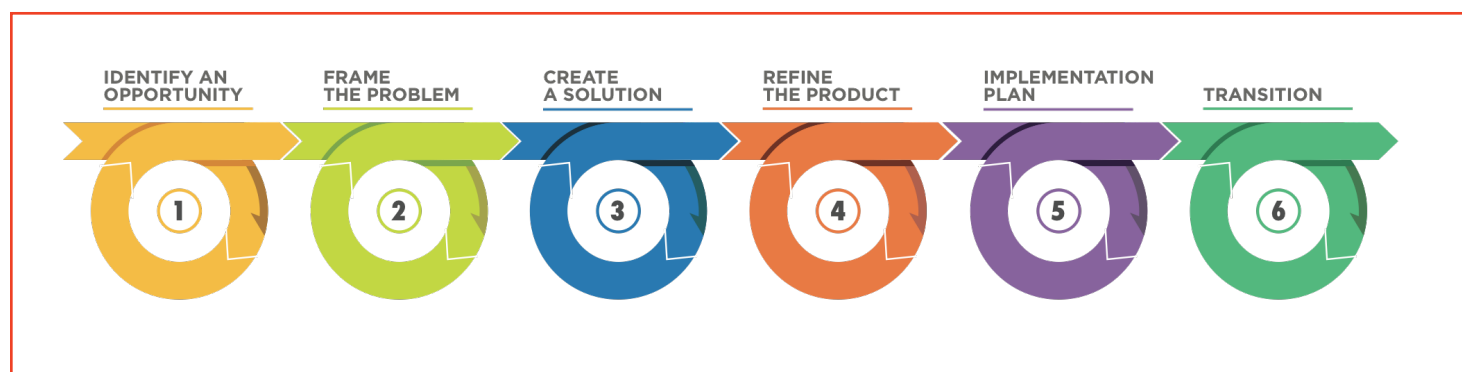 IDENTIFY AN
OPPORTUNITY
FRAME
THE PROBLEM
CREATE
A SOLUTION
REFINE
THE PRODUCT
IMPLEMENTATION
PLAN
TRANSITION
1
2
3
4
5
6